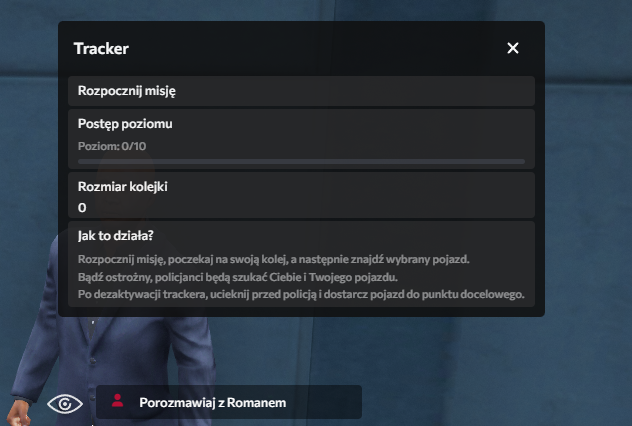 Tracker
Rozpocznij misję
Postęp poziomu
Poziom: 0/10
Rozmiar kolejki
0
Jak to działa?
Rozpocznij misję, poczekaj na swoją kolej, a następnie znajdź wybrany pojazd.
Bądź ostrożny, policjanci będą szukać Ciebie i Twojego pojazdu.
Po dezaktywacji trackera, ucieknij przed policją i dostarcz pojazd do punktu docelowego.
Porozmawiaj z Romanem